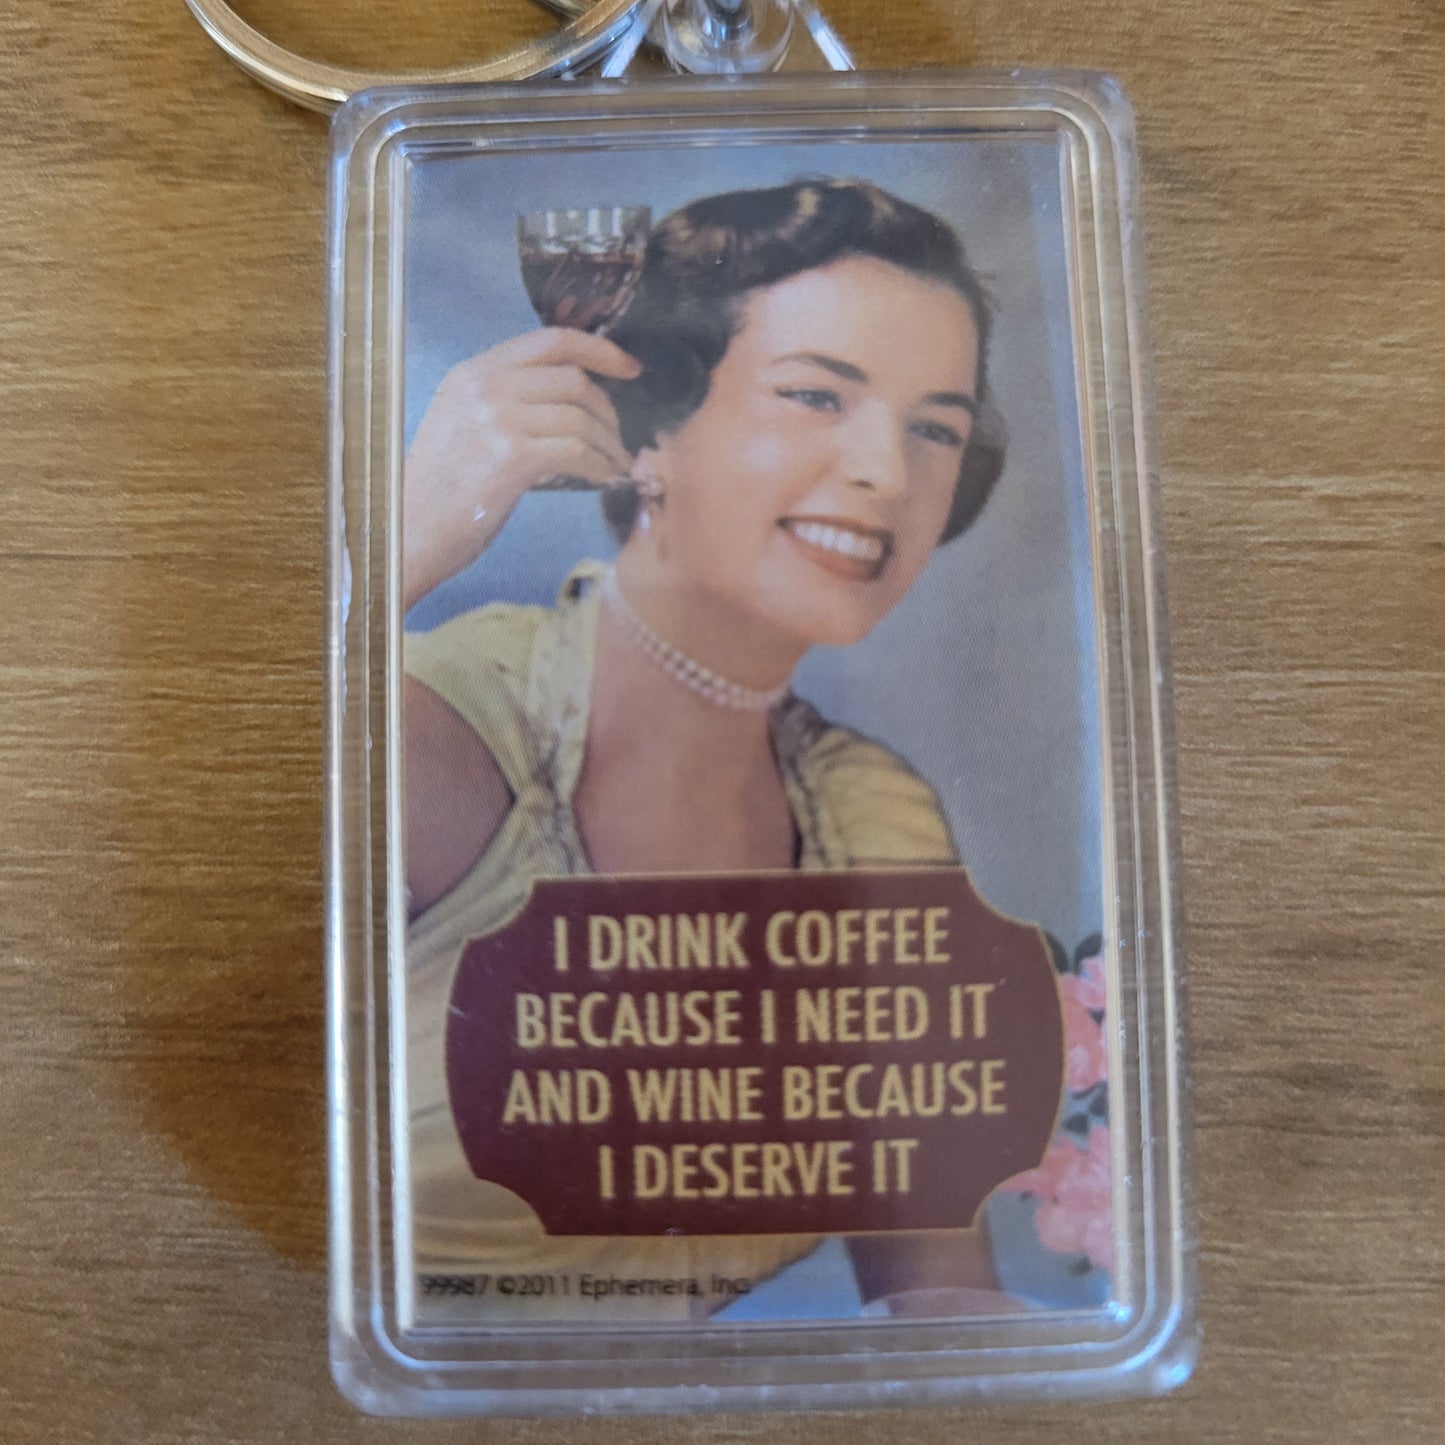 I DRINK COFFEE
BECAUSE I NEED IT
AND WINE BECAUSE
I DESERVE IT
99987 ©2011 Ephemera, Inc.